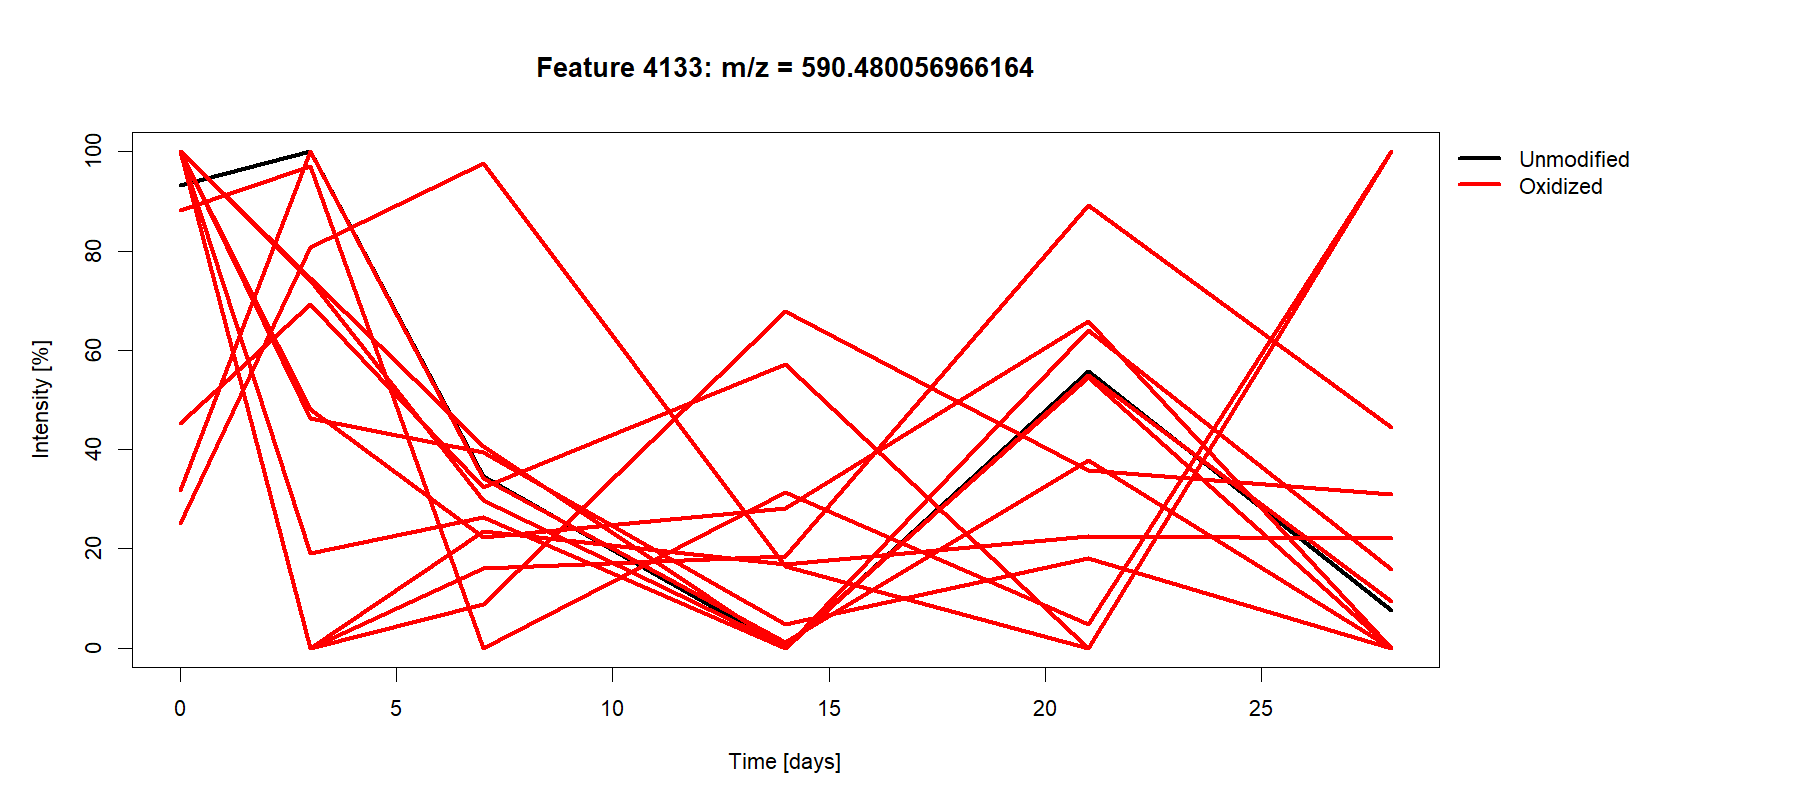 Feature 4133: m/z = 590.480056966164
Unmodified
Oxidized
Intensity [%]
100
80
60
40
20
0
0 5 10 15 20 25
Time [days]